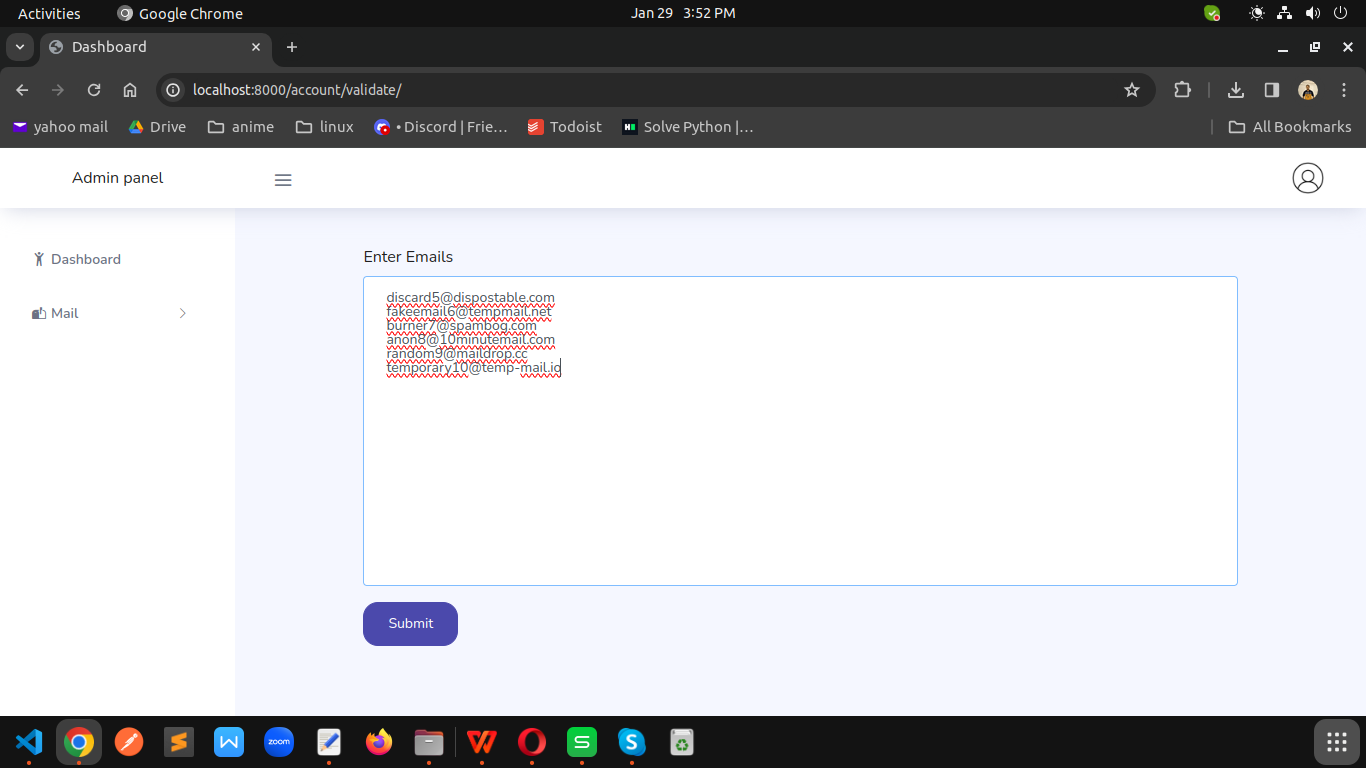 Activities
Google Chrome
Jan 29 3:52 PM
Dashboard
localhost:8000/account/validate/
yahoo mail
Drive
anime
linux
• Discord | Frie...
Todoist
Solve Python |...
All Bookmarks
Admin panel
Dashboard
Mail
Enter Emails
discard5@dispostable.com
fakeemail6@tempmail.net
burner7@spambog.com
anon8@10minutemail.com
random9@maildrop.cc
temporary10@temp-mail.io
Submit
zoom